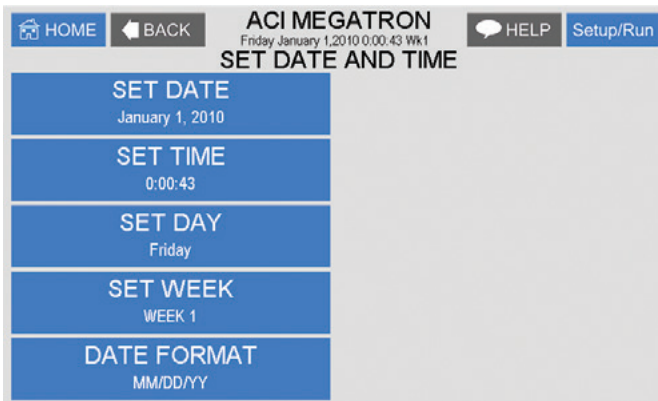 HOME
BACK
ACI MEGATRON
HELP
Setup/Run
Friday January 1,2010 0:00:43 Wk1
SET DATE AND TIME
SET DATE
January 1, 2010
SET TIME
0:00:43
SET DAY
Friday
SET WEEK
WEEK 1
DATE FORMAT
MM/DD/YY